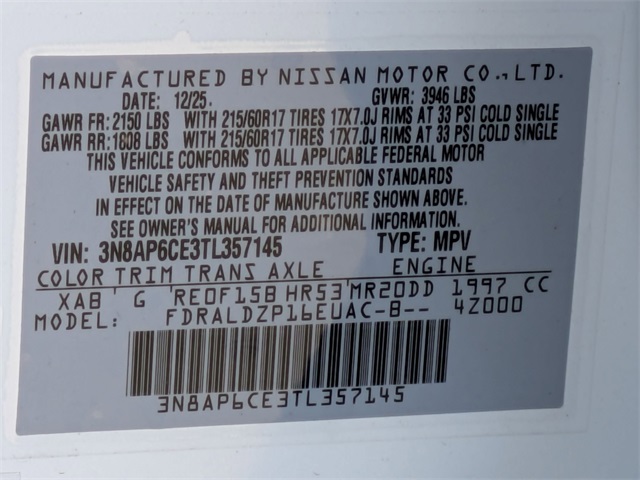 MANUFACTURED BY NISSAN MOTOR CO., LTD.
DATE: 12/25. GVWR: 3946 LBS
GAWR FR: 2150 LBS WITH 215/60R17 TIRES 17X7.0J RIMS AT 33 PSI COLD SINGLE
GAWR RR: 1808 LBS WITH 215/60R17 TIRES 17X7.0J RIMS AT 33 PSI COLD SINGLE
THIS VEHICLE CONFORMS TO ALL APPLICABLE FEDERAL MOTOR
VEHICLE SAFETY AND THEFT PREVENTION STANDARDS
IN EFFECT ON THE DATE OF MANUFACTURE SHOWN ABOVE.
SEE OWNER'S MANUAL FOR ADDITIONAL INFORMATION.
VIN: 3N8AP6CE3TL357145 TYPE: MPV
COLOR TRIM TRANS AXLE ENGINE
XAB ' G 'RE0F15B HR53'MR20DD 1997 CC
MODEL: FDRALDZP16EUAC-B-- 4Z000
3N8AP6CE3TL357145